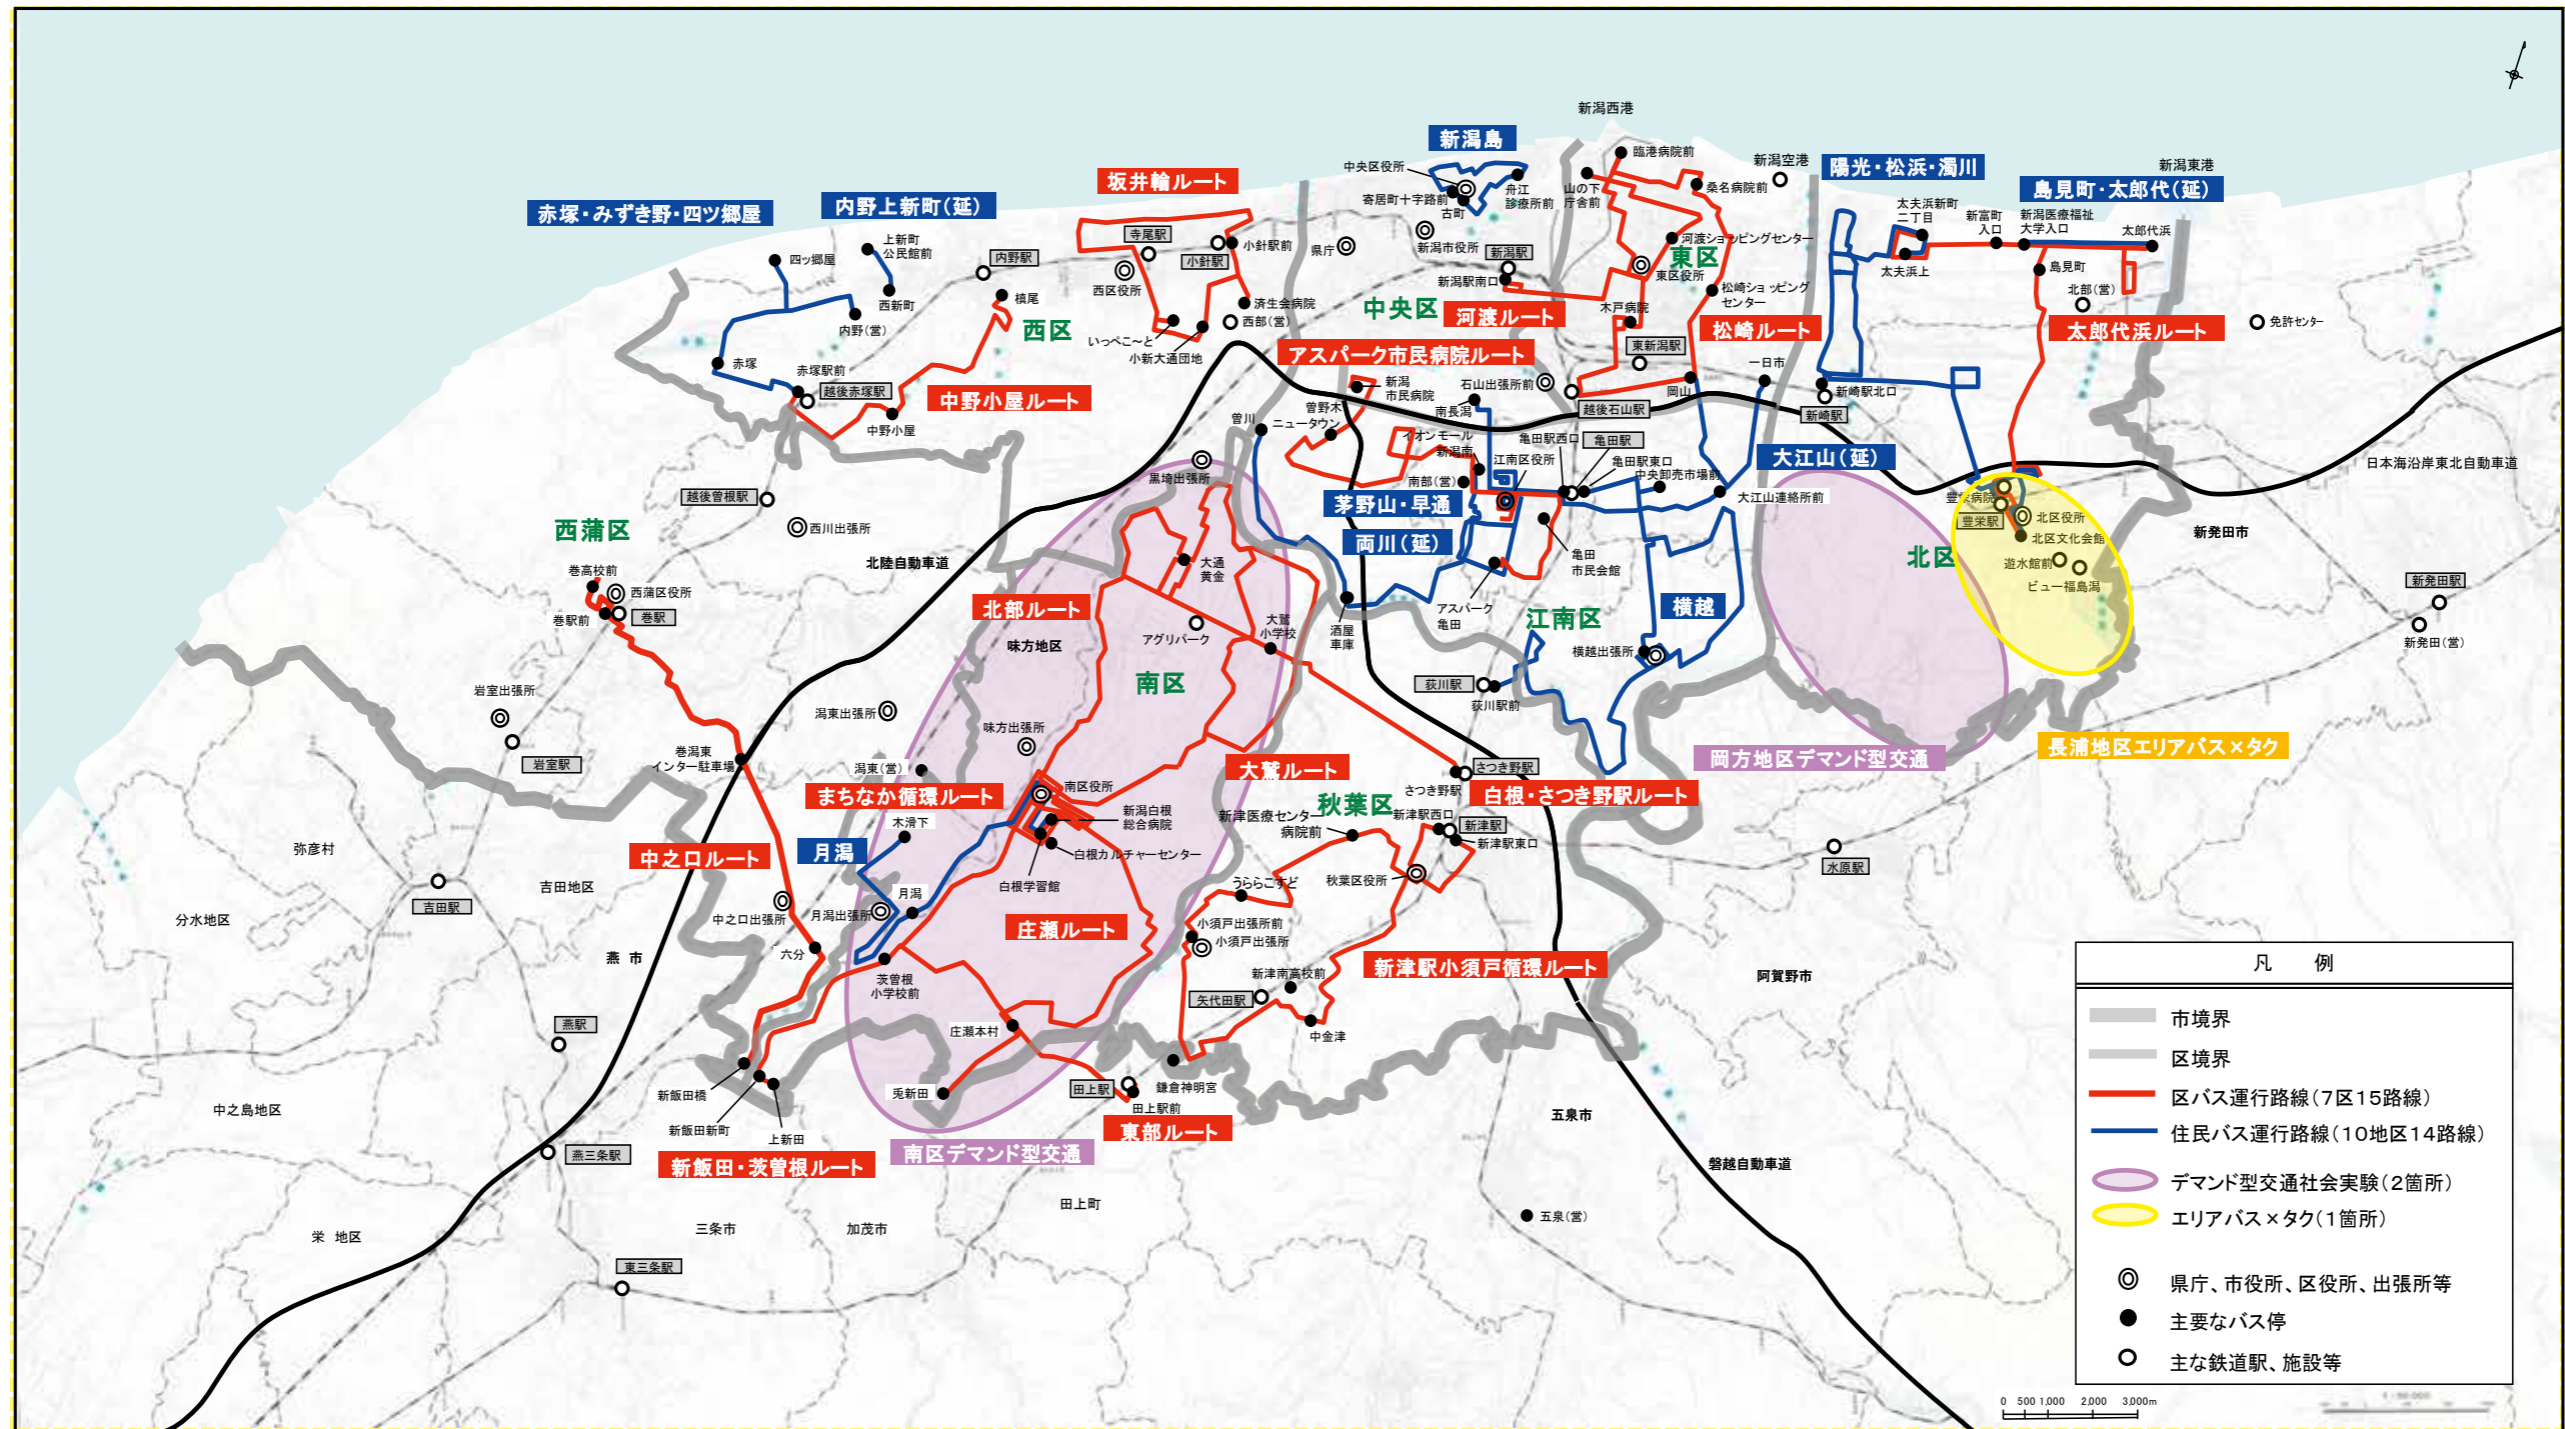 新潟西港
新潟島
臨港病院前
新潟空港
陽光・松浜・濁川
新潟東港
中央区役所
坂井輪ルート
山の下
庁舎前
桑名病院前
島見町・太郎代(延)
舟江
診療所前
寄居町十字路前
古町
内野上新町(延)
赤塚・みずき野・四ツ郷屋
太夫浜新町
二丁目
新富町
入口
新潟医療福祉
大学入口
太郎代浜
寺尾駅
小針駅前
県庁
新潟市役所
河渡ショッピングセンター
上新町
公民館前
四ッ郷屋
内野駅
小針駅
新潟駅
東区
東区役所
太夫浜上
島見町
西区役所
新潟駅南口
松崎ショッピング
センター
北部(営)
西新町
槙尾
済生会病院
中央区
河渡ルート
木戸病院
松崎ルート
太郎代浜ルート
免許センター
内野(営)
西区
西部(営)
いっぺこ～と
小新大通団地
アスパーク市民病院ルート
東新潟駅
一日市
赤塚
赤塚駅前
越後赤塚駅
中野小屋ルート
新潟
市民病院
石山出張所前
越後石山駅
岡山
新崎駅北口
新崎駅
中野小屋
曽川
曽野木
ニュータウン
南長潟
イオンモール
新潟南
亀田駅西口
亀田駅
江南区役所
亀田駅東口
中央卸売市場前
大江山(延)
日本海沿岸東北自動車道
黒埼出張所
南部(営)
大江山連絡所前
豊栄病院
越後曽根駅
茅野山・早通
豊栄駅
北区役所
西川出張所
西蒲区
両川(延)
北区文化会館
新発田市
北陸自動車道
亀田
市民会館
北区
遊水館前
ビュー福島潟
巻高校前
西蒲区役所
大通
黄金
新発田駅
巻駅前
巻駅
北部ルート
アグリパーク
大鷲
小学校
酒屋
車庫
アスパーク
亀田
江南区
横越
新発田(営)
味方地区
横越出張所
南区
荻川駅
荻川駅前
岩室出張所
潟東出張所
味方出張所
巻潟東
インター駐車場
岩室駅
潟東(営)
大鷲ルート
さつき野駅
さつき野駅
岡方地区デマンド型交通
長浦地区エリアバス×タク
まちなか循環ルート
南区役所
秋葉区
白根・さつき野駅ルート
新潟白根
総合病院
新津医療センター
病院前
新津駅西口
新津駅
新津駅東口
木滑下
弥彦村
中之口ルート
月潟
白根カルチャーセンター
水原駅
吉田地区
白根学習館
うららこすど
秋葉区役所
吉田駅
分水地区
中之口出張所
月潟出張所
月潟
庄瀬ルート
小須戸出張所前
小須戸出張所
燕 市
六分
茨曽根
小学校前
新津南高校前
新津駅小須戸循環ルート
阿賀野市
矢代田駅
燕駅
庄瀬本村
中金津
新飯田橋
兎新田
田上駅
鎌倉神明宮
田上駅前
中之島地区
新飯田新町
上新田
東部ルート
五泉市
燕三条駅
新飯田・茨曽根ルート
南区デマンド型交通
磐越自動車道
田上町
栄 地区
三条市
加茂市
五泉(営)
東三条駅
凡 例
市境界
区境界
区バス運行路線(7区15路線)
住民バス運行路線(10地区14路線)
デマンド型交通社会実験(2箇所)
エリアバス×タク(1箇所)
県庁、市役所、区役所、出張所等
主要なバス停
主な鉄道駅、施設等
0 500 1,000 2,000 3,000m